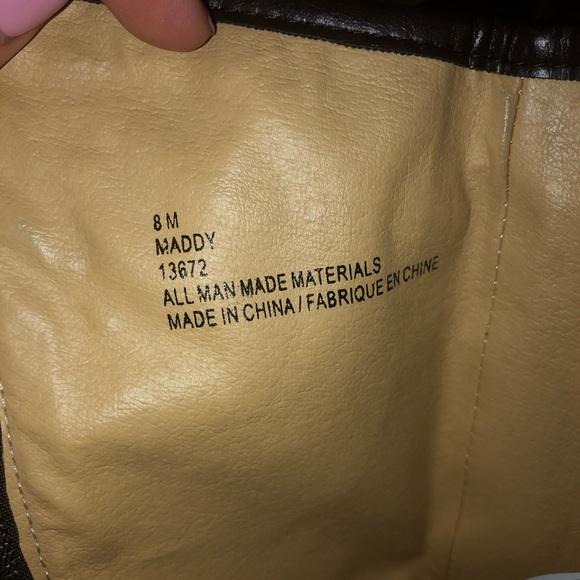 8 M
MADDY
13672
ALL MAN MADE MATERIALS
MADE IN CHINA / FABRIQUE EN CHINE